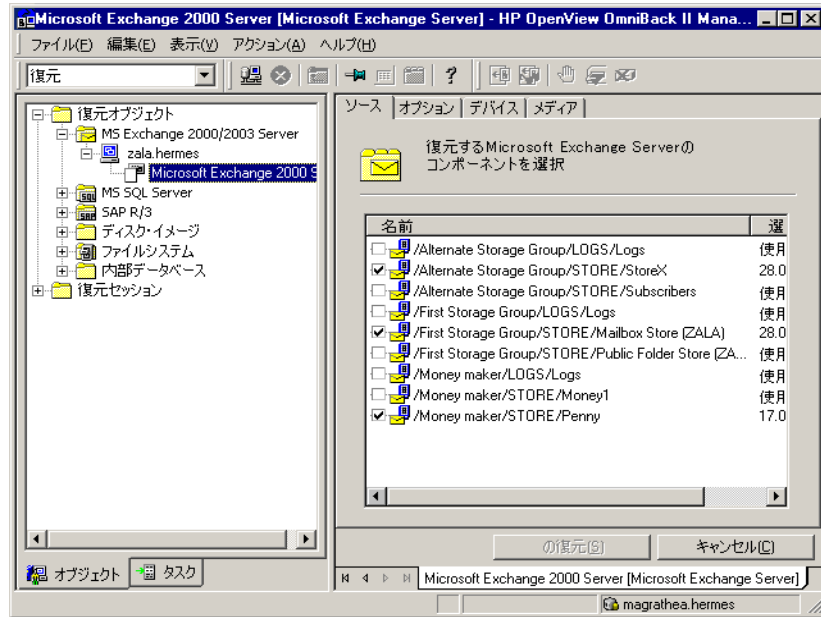 Microsoft Exchange 2000 Server [Microsoft Exchange Server] - HP OpenView OmniBack II Mana...
ファイル(F) 編集(E) 表示(V) アクション(A) ヘルプ(H)
復元
復元オブジェクト
MS Exchange 2000/2003 Server
zala.hermes
Microsoft Exchange 2000 S
MS SQL Server
SAP R/3
ディスク・イメージ
ファイルシステム
内部データベース
復元セッション
オブジェクト タスク
ソース オプション デバイス メディア
復元するMicrosoft Exchange Serverの
コンポーネントを選択
名前 選
/Alternate Storage Group/LOGS/Logs 使用
/Alternate Storage Group/STORE/StoreX 28.0
/Alternate Storage Group/STORE/Subscribers 使用
/First Storage Group/LOGS/Logs 使用
/First Storage Group/STORE/Mailbox Store (ZALA) 28.0
/First Storage Group/STORE/Public Folder Store (ZA... 使用
/Money maker/LOGS/Logs 使用
/Money maker/STORE/Money1 使用
/Money maker/STORE/Penny 17.0
の復元(S) キャンセル(C)
Microsoft Exchange 2000 Server [Microsoft Exchange Server]
magrathea.hermes